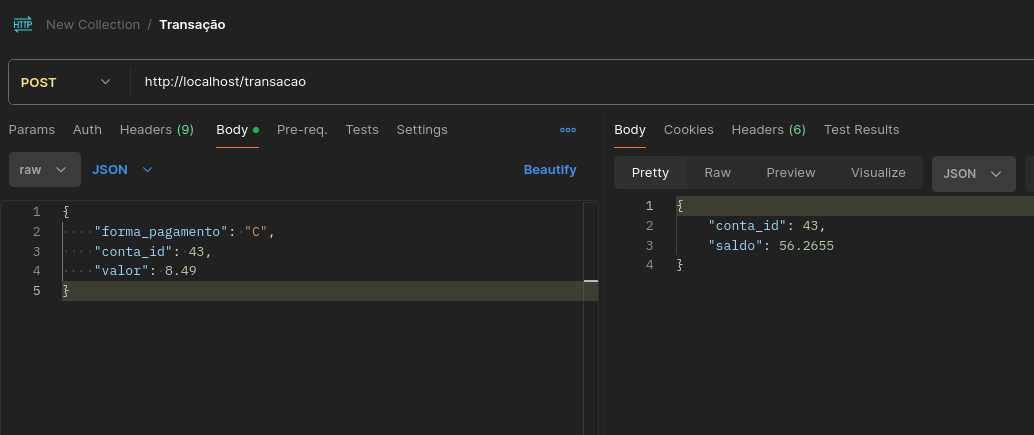 HTTP New Collection / Transação
POST http://localhost/transacao
Params Auth Headers (9) Body Pre-req. Tests Settings
raw JSON Beautify
1 {
2 "forma_pagamento": "C",
3 "conta_id": 43,
4 "valor": 8.49
5 }
Body Cookies Headers (6) Test Results
Pretty Raw Preview Visualize JSON
1 {
2 "conta_id": 43,
3 "saldo": 56.2655
4 }